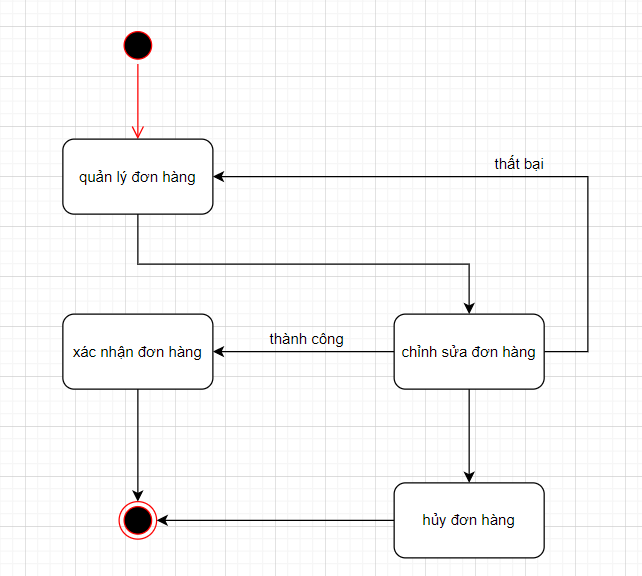 thất bại
quản lý đơn hàng
thành công
xác nhận đơn hàng
chỉnh sửa đơn hàng
hủy đơn hàng